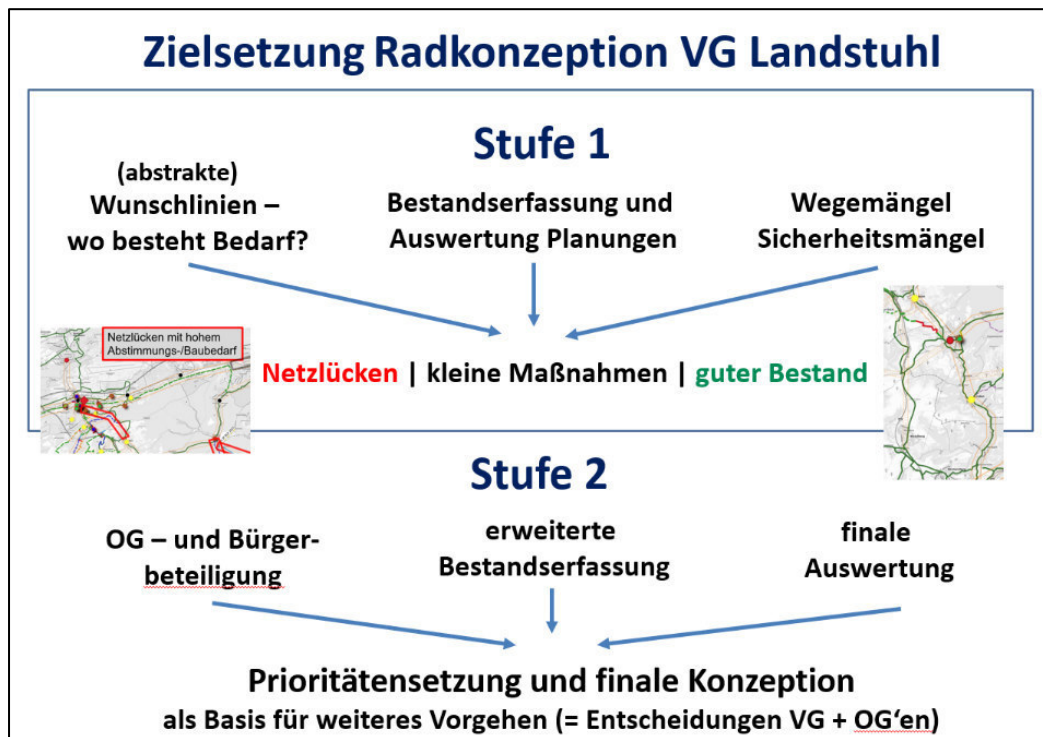 Zielsetzung Radkonzeption VG Landstuhl
Stufe 1
(abstrakte)
Wunschlinien –
wo besteht Bedarf?
Bestandserfassung und
Auswertung Planungen
Wegemängel
Sicherheitsmängel
Netzlücken mit hohem
Abstimmungs-/Baubedarf
Netzlücken | kleine Maßnahmen | guter Bestand
Stufe 2
OG – und Bürger-
beteiligung
erweiterte
Bestandserfassung
finale
Auswertung
Prioritätensetzung und finale Konzeption
als Basis für weiteres Vorgehen (= Entscheidungen VG + OG‘en)